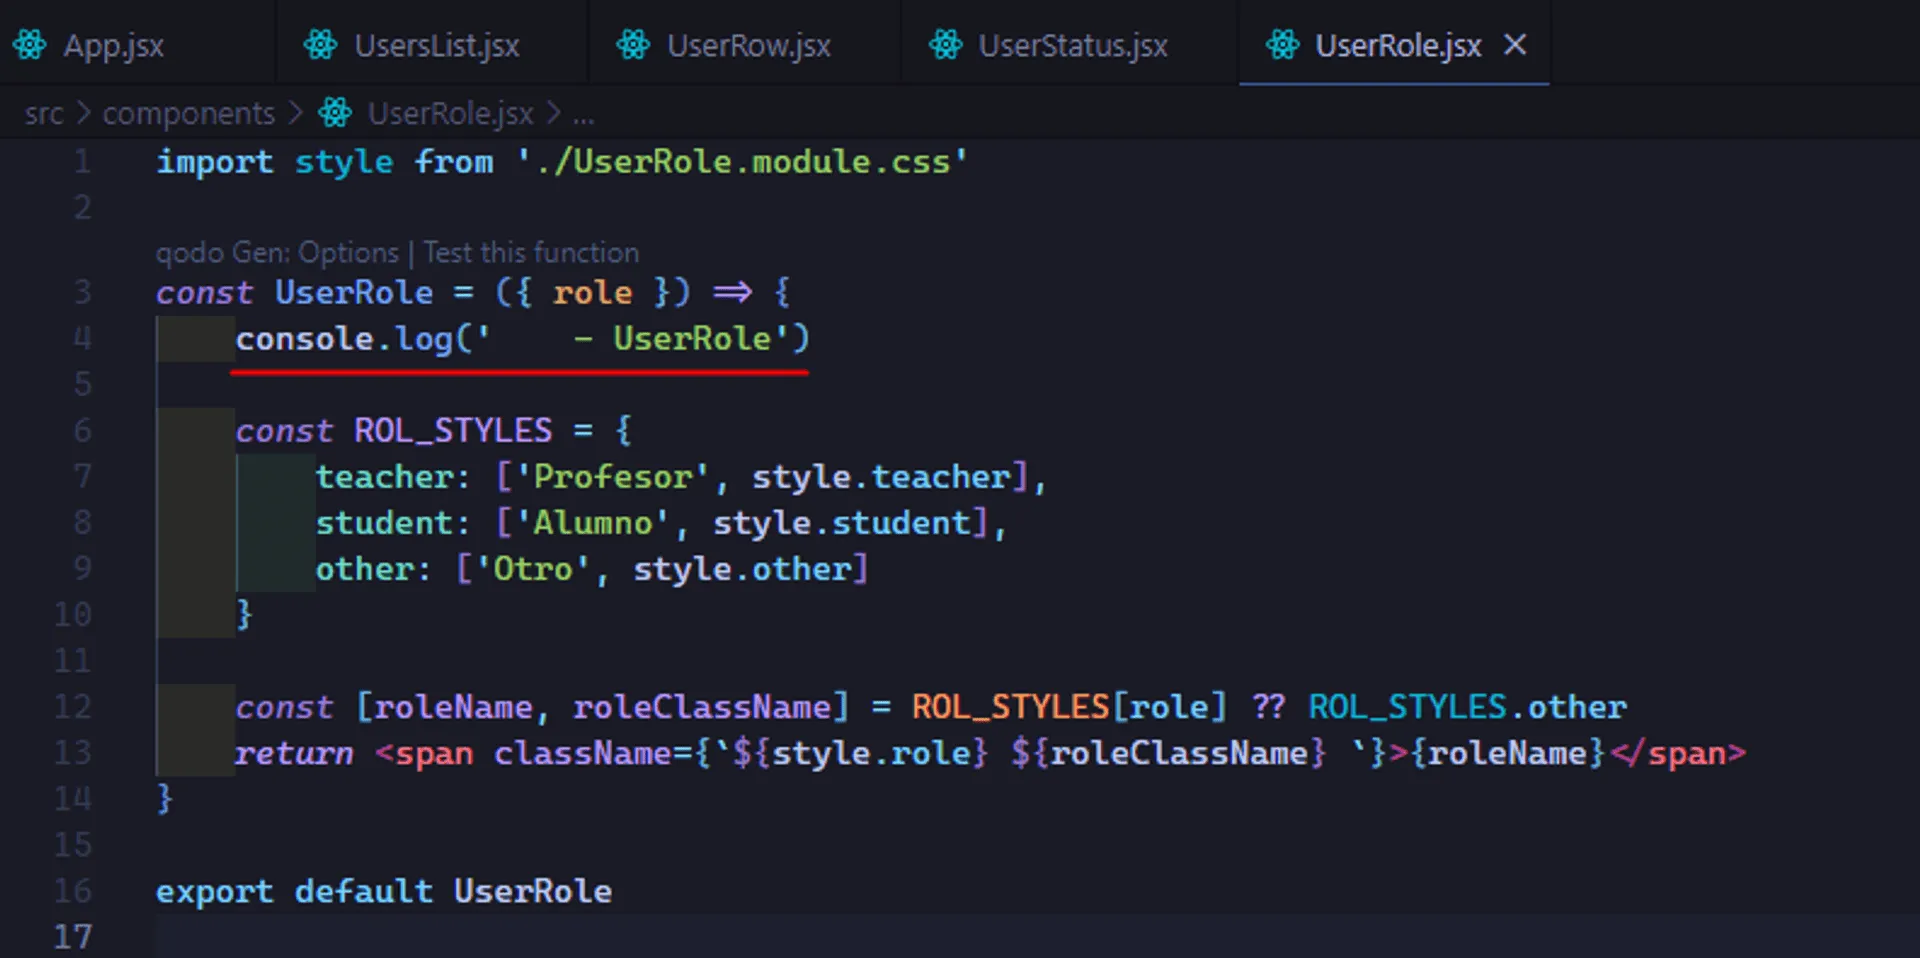 App.jsx UsersList.jsx UserRow.jsx UserStatus.jsx UserRole.jsx ×
src > components > UserRole.jsx > ...
1 import style from './UserRole.module.css'
2
qodo Gen: Options | Test this function
3 const UserRole = ({ role }) => {
4     console.log('    - UserRole')
5
6     const ROL_STYLES = {
7         teacher: ['Profesor', style.teacher],
8         student: ['Alumno', style.student],
9         other: ['Otro', style.other]
10     }
11
12     const [roleName, roleClassName] = ROL_STYLES[role] ?? ROL_STYLES.other
13     return <span className={`${style.role} ${roleClassName} `}>{roleName}</span>
14 }
15
16 export default UserRole
17